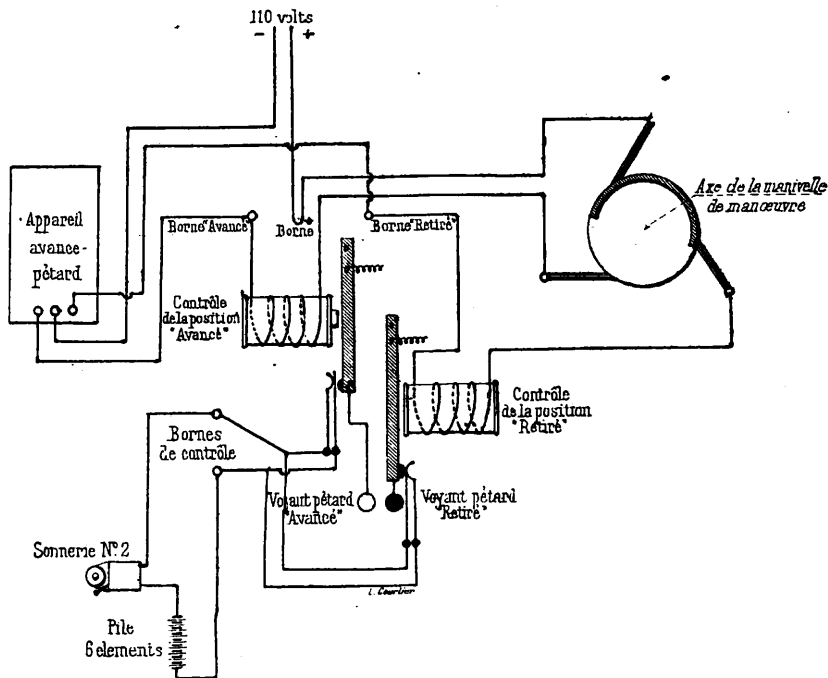 110 volts
- +
Appareil
avance-
pétard
Borne "Avancé"
Borne
Borne "Retiré"
Axe de la manivelle
de manœuvre
Contrôle
de la position
"Avancé"
Contrôle
de la position
"Retiré"
Bornes
de contrôle
Voyant pétard
"Avancé"
Voyant pétard
"Retiré"
Sonnerie N° 2
Pile
6 elements
L. Courtier